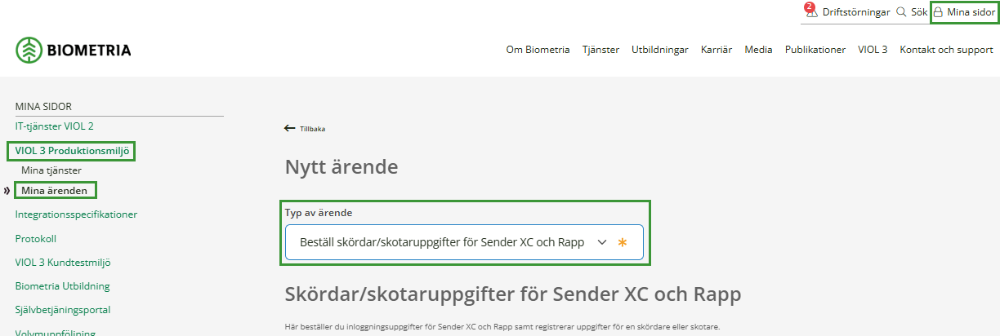 2
Driftstörningar Sök Mina sidor
BIOMETRIA
Om Biometria Tjänster Utbildningar Karriär Media Publikationer VIOL 3 Kontakt och support
MINA SIDOR
IT-tjänster VIOL 2
VIOL 3 Produktionsmiljö
Mina tjänster
Mina ärenden
Integrationsspecifikationer
Protokoll
VIOL 3 Kundtestmiljö
Biometria Utbildning
Självbetjäningsportal
Volymuppföljning
Tillbaka
Nytt ärende
Typ av ärende
Beställ skördar/skotaruppgifter för Sender XC och Rapp *
Skördar/skotaruppgifter för Sender XC och Rapp
Här beställer du inloggningsuppgifter för Sender XC och Rapp samt registrerar uppgifter för en skördare eller skotare.